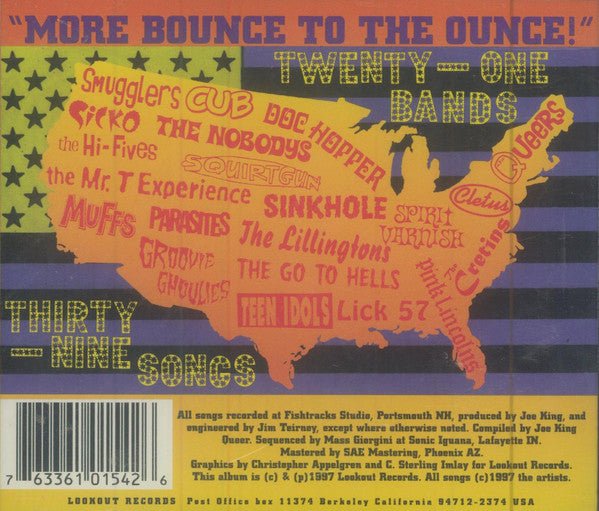 "MORE BOUNCE TO THE OUNCE!"
TWENTY—ONE
BANDS
Smugglers
CUB
DOC HOPPER
QUEERS
SICKO
THE NOBODYS
the Hi-Fives
SQUIRTGUN
the Mr. T Experience
SINKHOLE
SPIRIT
VARNISH
Cletus
The Cretins
MUFFS
PARASITES
The Lillingtons
GROOVIE
GHOULIES
THE GO TO HELLS
Pink Lincolns
TEEN IDOLS
Lick 57
THIRTY
—NINE
SONGS
All songs recorded at Fishtracks Studio, Portsmouth NH, produced by Joe King, and
engineered by Jim Teirney, except where otherwise noted. Compiled by Joe King
Queer. Sequenced by Mass Giorgini at Sonic Iguana, Lafayette IN.
Mastered by SAE Mastering, Phoenix AZ.
Graphics by Christopher Appelgren and C. Sterling Imlay for Lookout Records.
This album is (c) & (p)1997 Lookout Records. All songs (c)1997 the artists.
7 63361 01542 6
LOOKOUT RECORDS Post Office box 11374 Berkeley California 94712-2374 USA